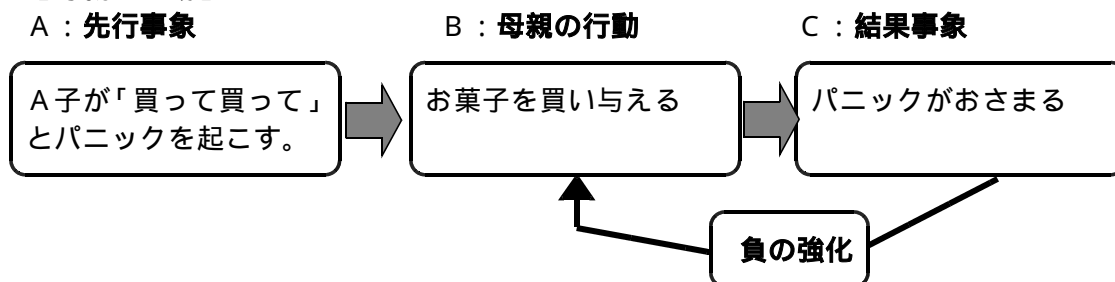 A：先行事象
B：母親の行動
C：結果事象
A子が「買って買って」
とパニックを起こす。
お菓子を買い与える
パニックがおさまる
負の強化